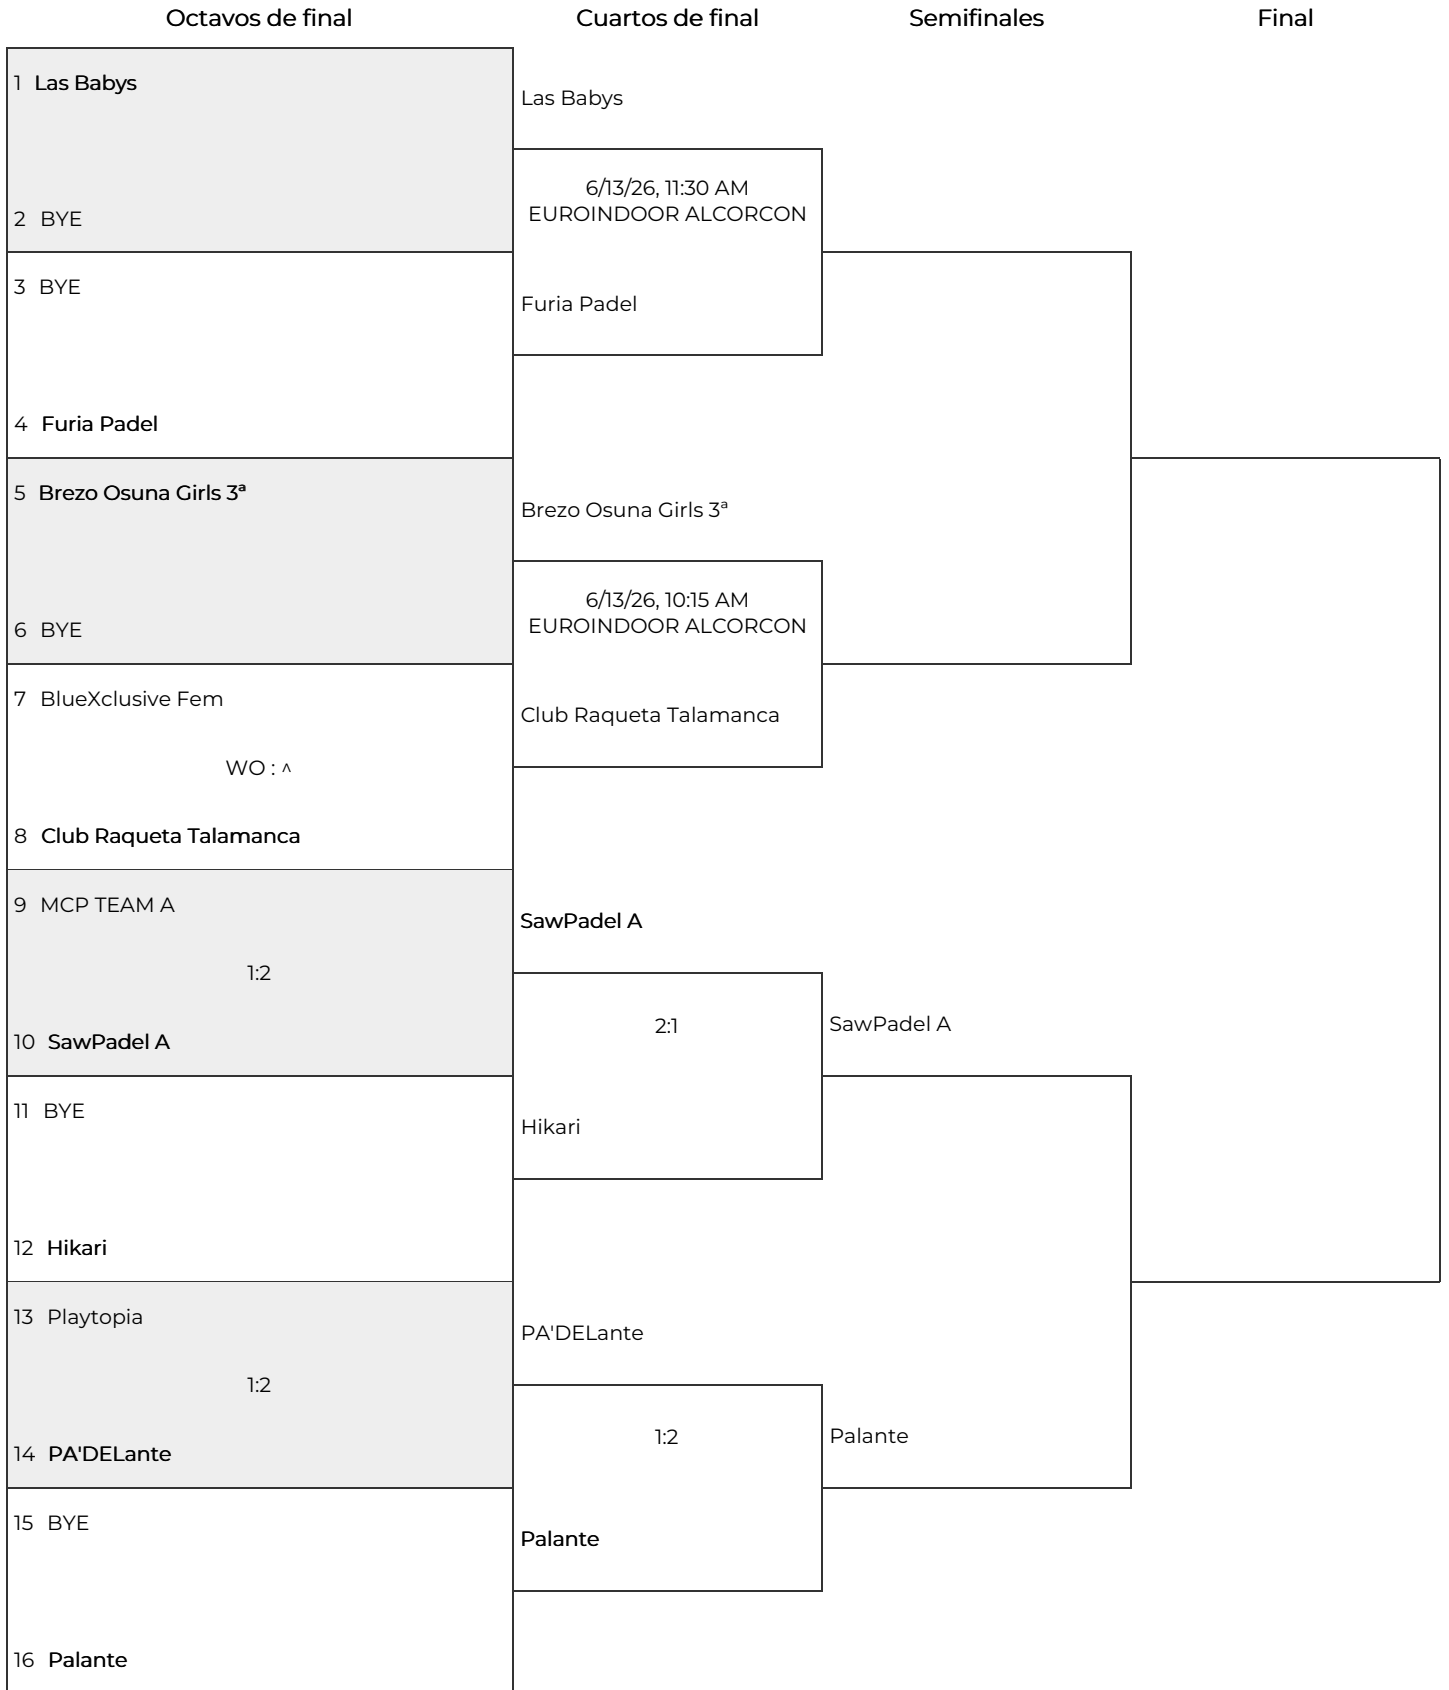 Octavos de final
Cuartos de final
Semifinales
Final
1 Las Babys
2 BYE
3 BYE
4 Furia Padel
5 Brezo Osuna Girls 3ª
6 BYE
7 BlueXclusive Fem
WO : ^
8 Club Raqueta Talamanca
9 MCP TEAM A
1:2
10 SawPadel A
11 BYE
12 Hikari
13 Playtopia
1:2
14 PA'DELante
15 BYE
16 Palante
Las Babys
6/13/26, 11:30 AM
EUROINDOOR ALCORCON
Furia Padel
Brezo Osuna Girls 3ª
6/13/26, 10:15 AM
EUROINDOOR ALCORCON
Club Raqueta Talamanca
SawPadel A
2:1
Hikari
PA'DELante
1:2
Palante
SawPadel A
Palante